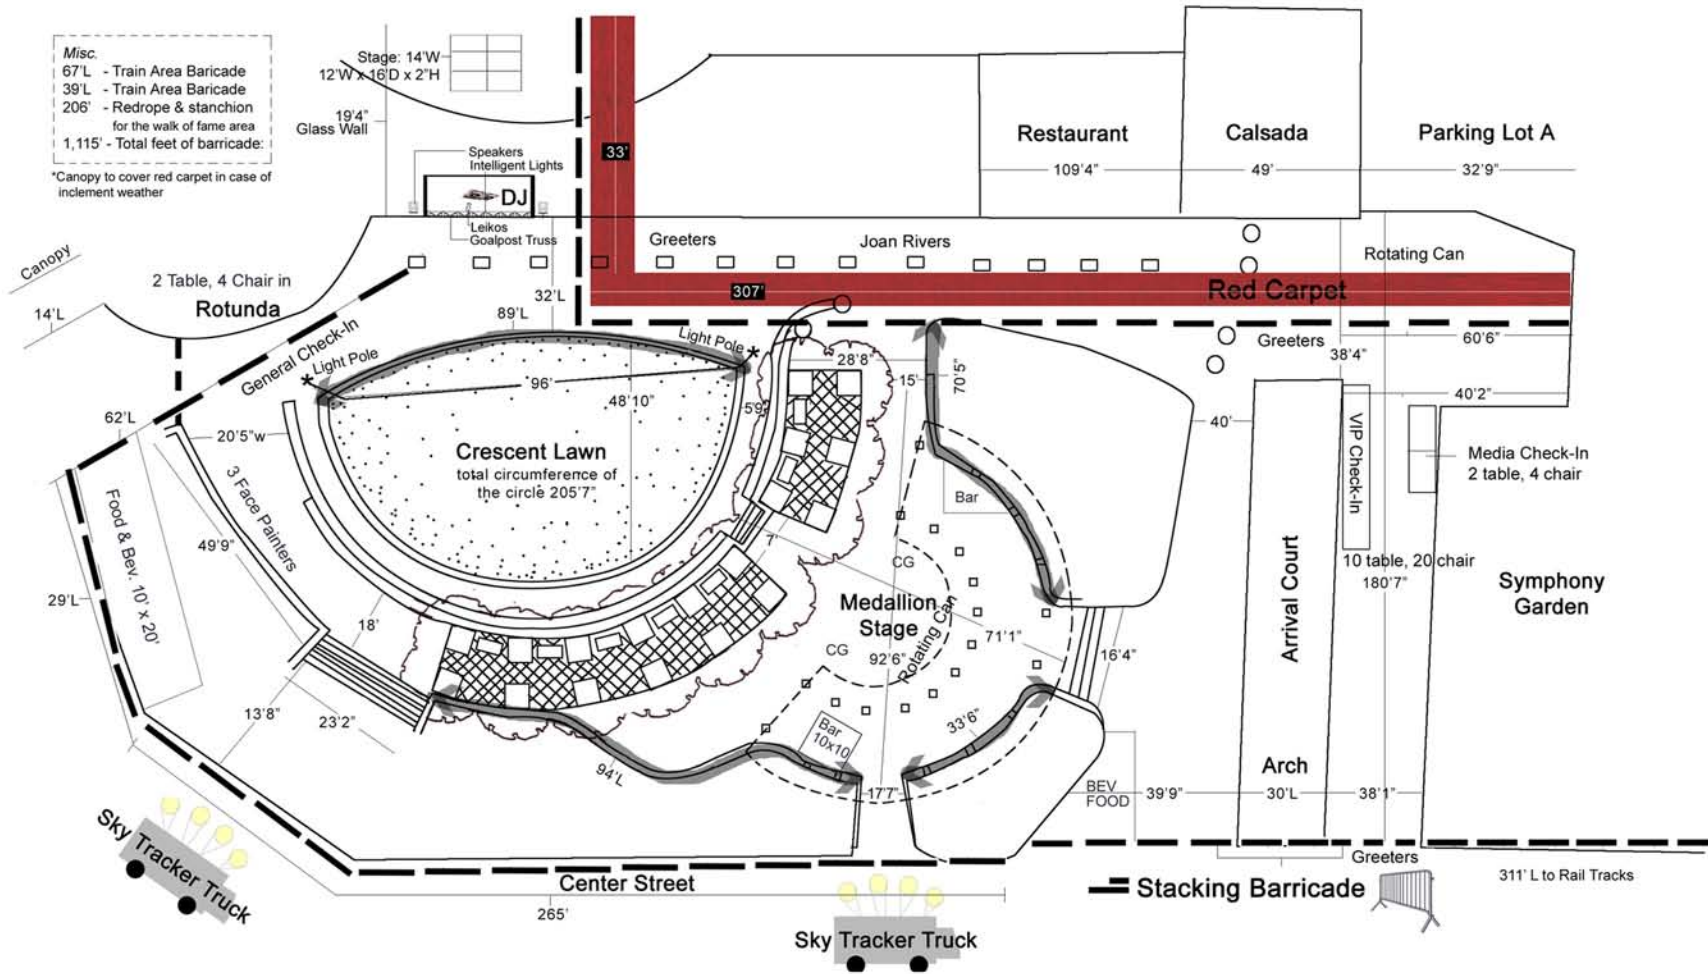 Misc.
67'L - Train Area Baricade
39'L - Train Area Baricade
206' - Redrope & stanchion
for the walk of fame area
1,115' - Total feet of barricade:
*Canopy to cover red carpet in case of
inclement weather
Stage: 14'W
12'W x 16'D x 2"H
19'4"
Glass Wall
Speakers
Intelligent Lights
DJ
Leikos
Goalpost Truss
33'
Restaurant
Calsada
Parking Lot A
109'4"
49'
32'9"
Greeters
Joan Rivers
Rotating Can
Canopy
14'L
2 Table, 4 Chair in
Rotunda
32'L
307'
Red Carpet
General Check-In
89'L
Light Pole
Light Pole
Greeters
38'4"
60'6"
28'8"
15'
70'5"
96'
48'10"
5'9"
40'
40'2"
62'L
20'5"w
Crescent Lawn
total circumference of
the circle 205'7"
VIP Check-In
Media Check-In
2 table, 4 chair
3 Face Painters
Food & Bev. 10' x 20'
49'9"
Bar
7'
CG
10 table, 20 chair
180'7"
Symphony
Garden
Arrival Court
29'L
18'
Medallion
Stage
Rotating Can
CG
92'6"
71'1"
16'4"
13'8"
23'2"
94'L
Bar
10x10
33'6"
17'7"
BEV
FOOD
39'9"
Arch
30'L
38'1"
Greeters
Sky Tracker Truck
Center Street
265'
Stacking Barricade
311' L to Rail Tracks
Sky Tracker Truck